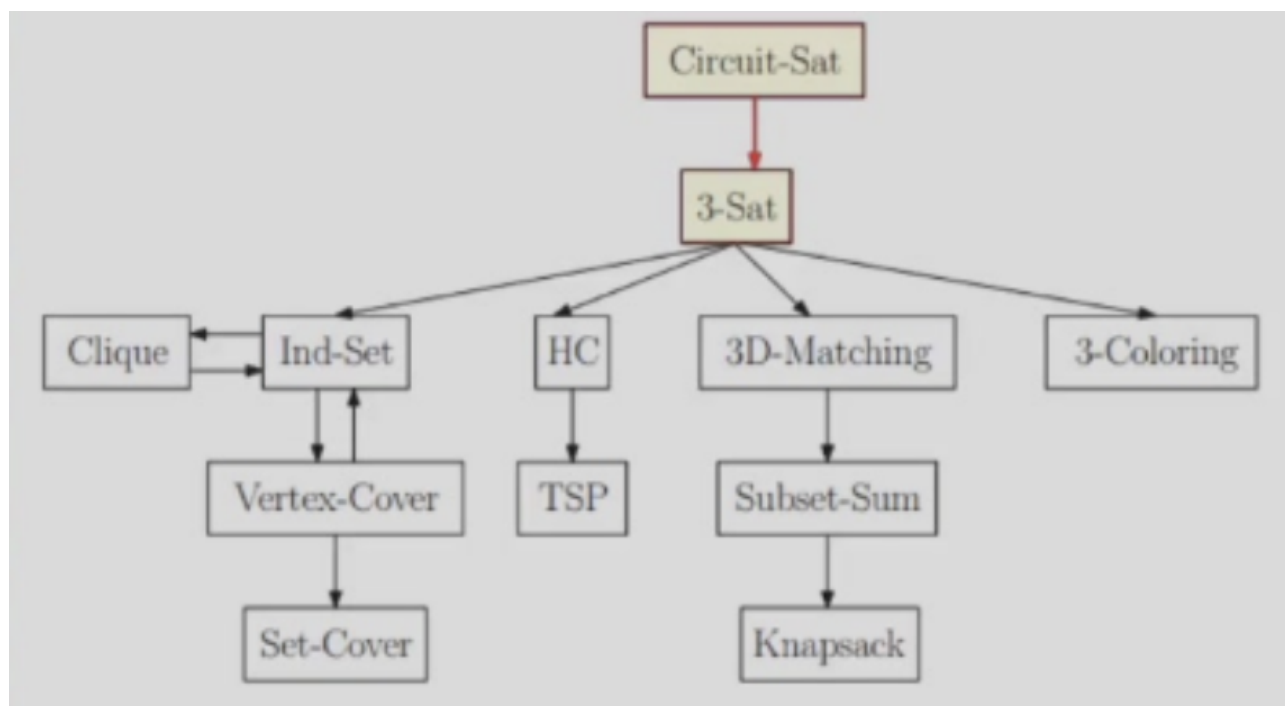 Circuit-Sat
3-Sat
Clique
Ind-Set
HC
3D-Matching
3-Coloring
Vertex-Cover
TSP
Subset-Sum
Set-Cover
Knapsack